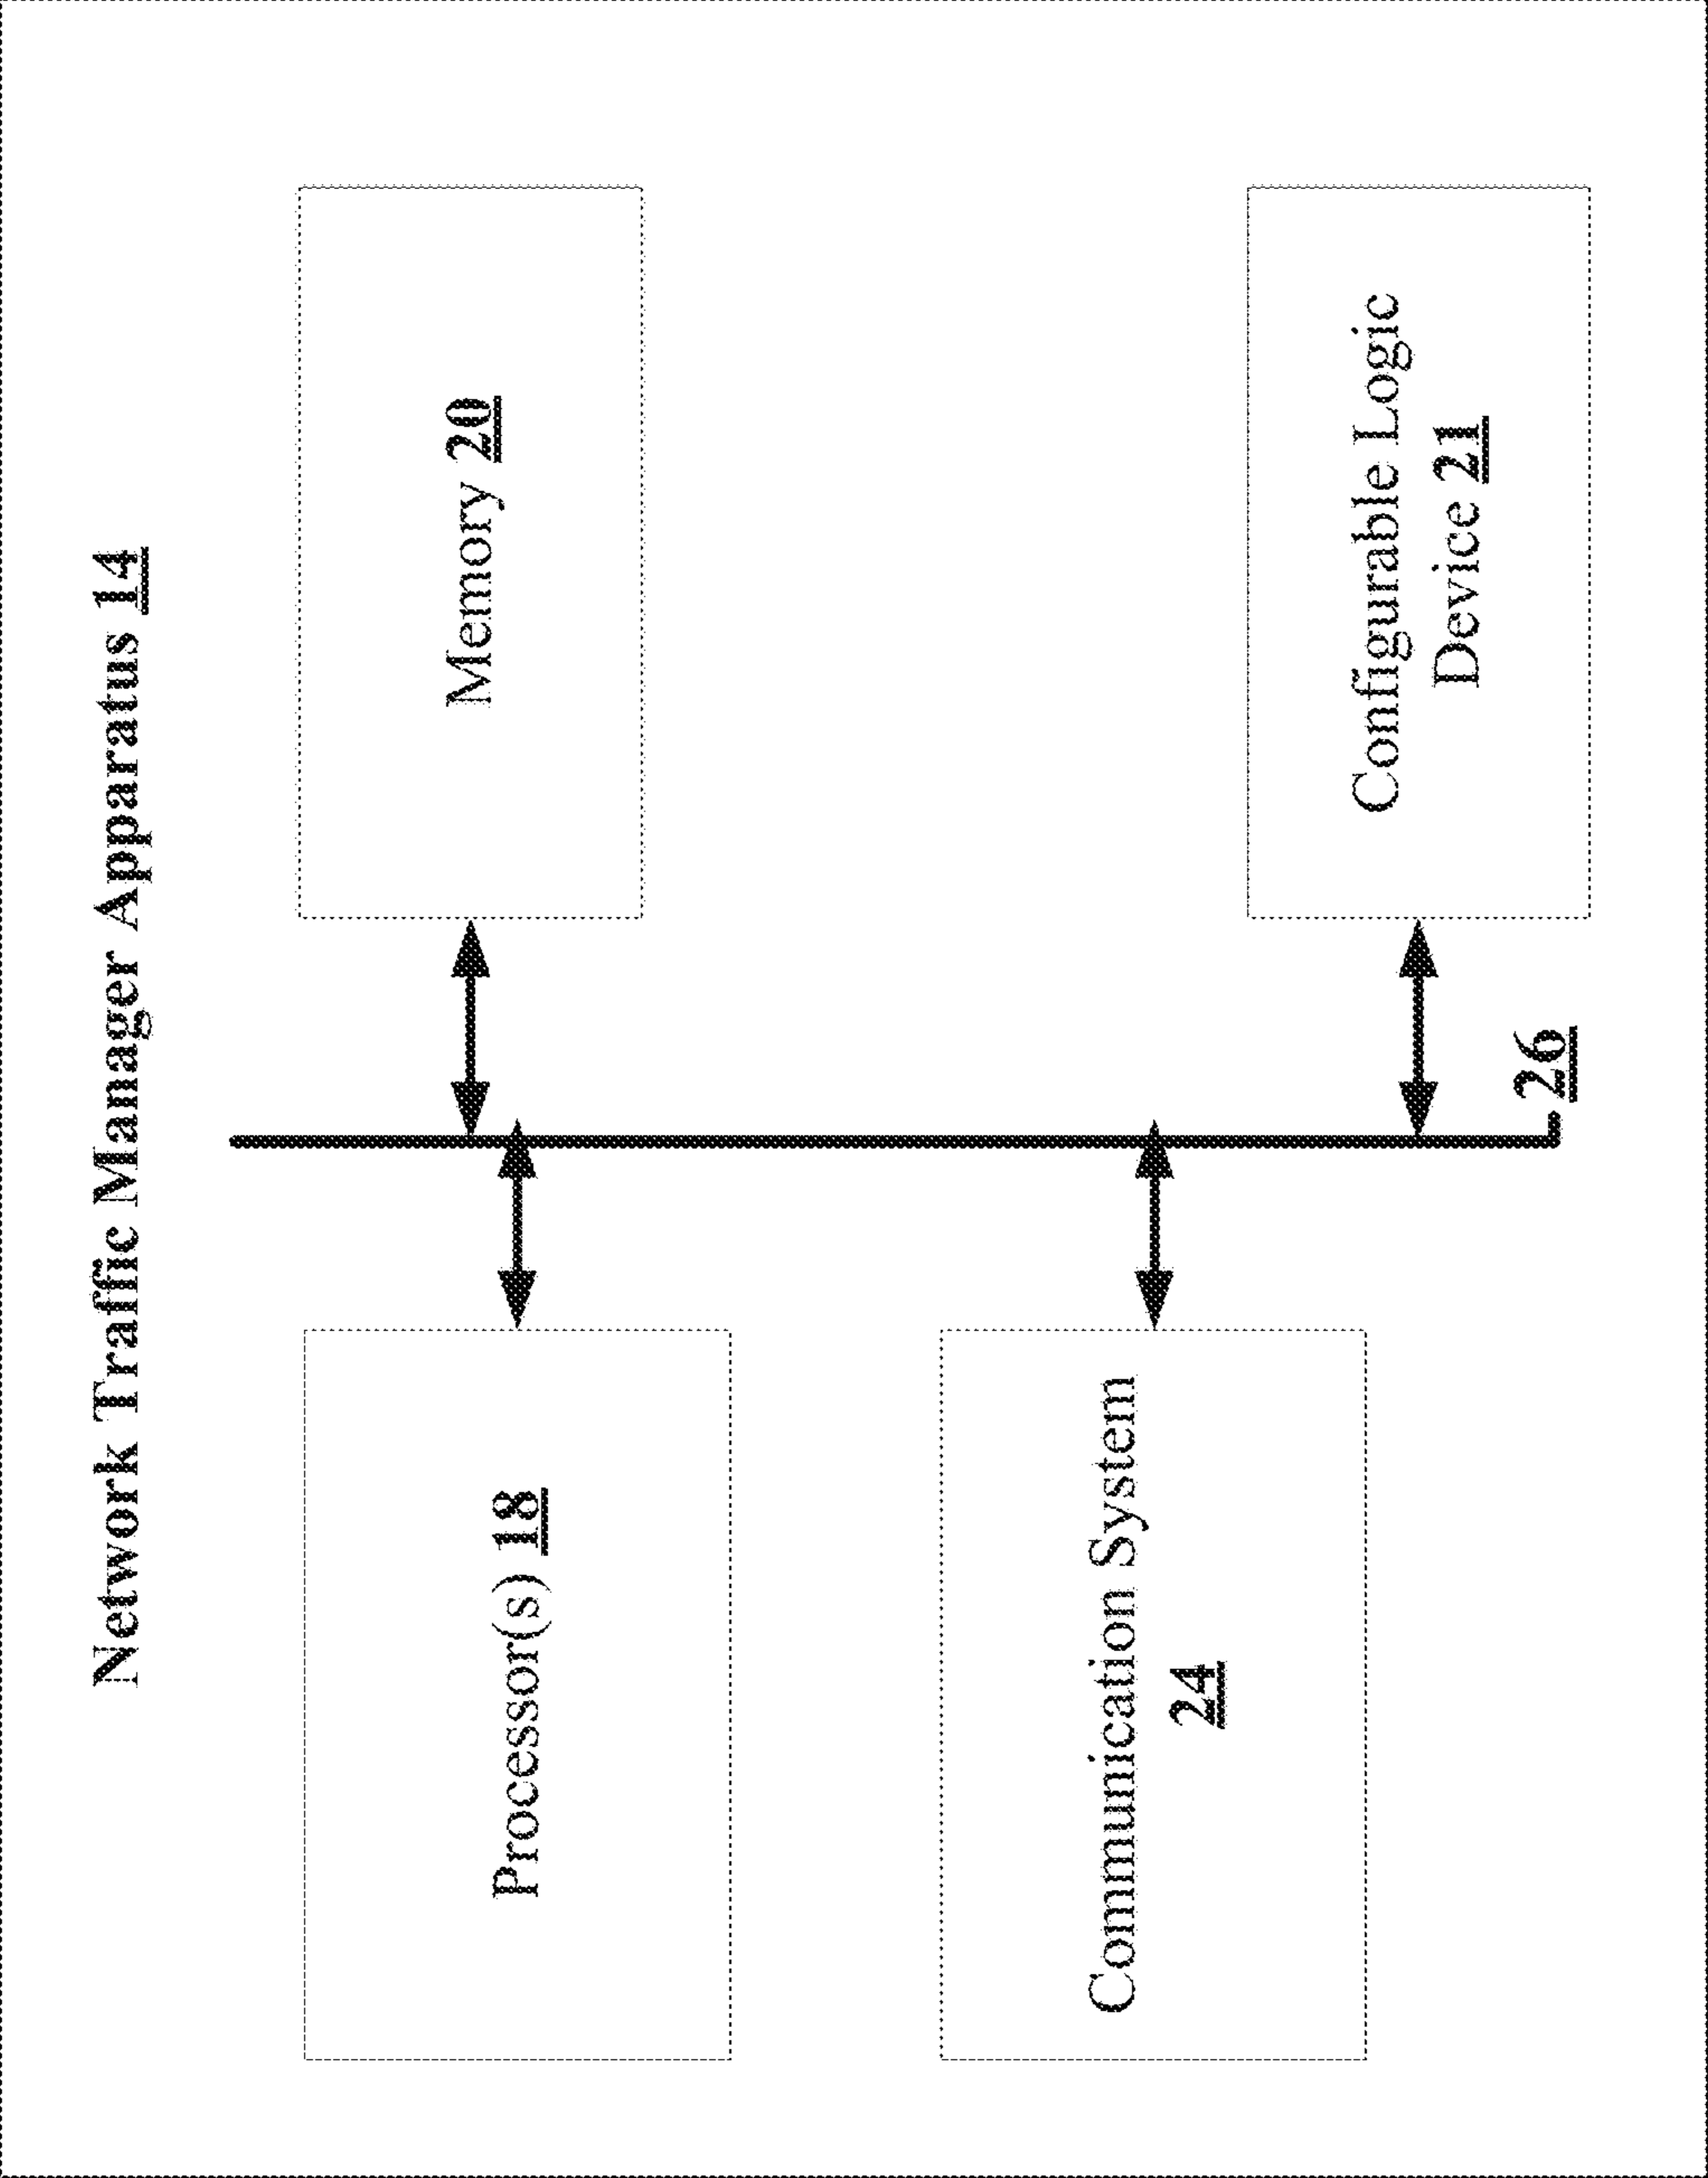 Network Traffic Manager Apparatus 14
Processor(s) 18
Memory 20
Communication System
24
Configurable Logic
Device 21
26